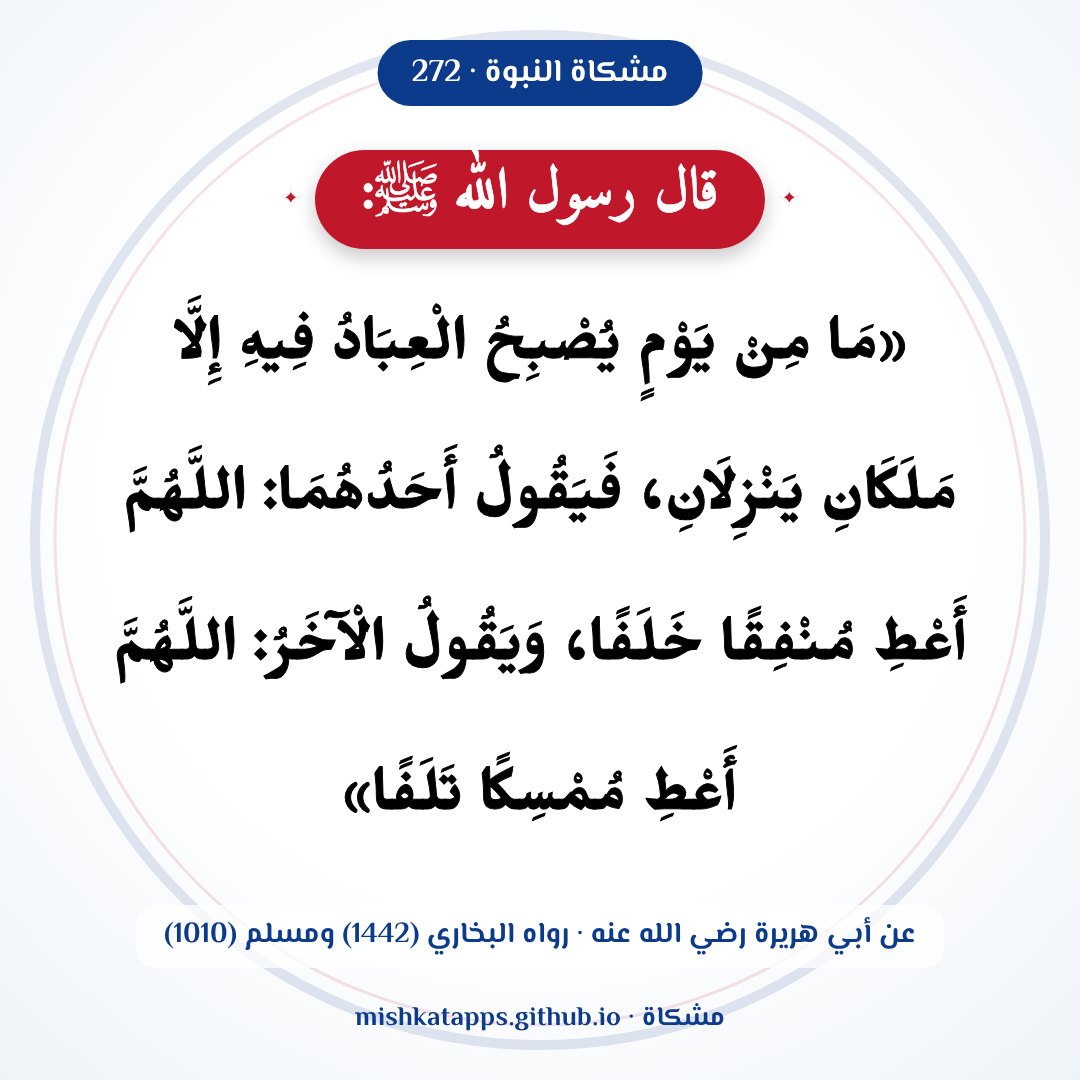 مشكاة النبوة · 272
قال رسول الله ﷺ:
«مَا مِنْ يَوْمٍ يُصْبِحُ الْعِبَادُ فِيهِ إِلَّا
مَلَكَانِ يَنْزِلَانِ، فَيَقُولُ أَحَدُهُمَا: اللَّهُمَّ
أَعْطِ مُنْفِقًا خَلَفًا، وَيَقُولُ الْآخَرُ: اللَّهُمَّ
أَعْطِ مُمْسِكًا تَلَفًا»
عن أبي هريرة رضي الله عنه · رواه البخاري (1442) ومسلم (1010)
مشكاة · mishkatapps.github.io